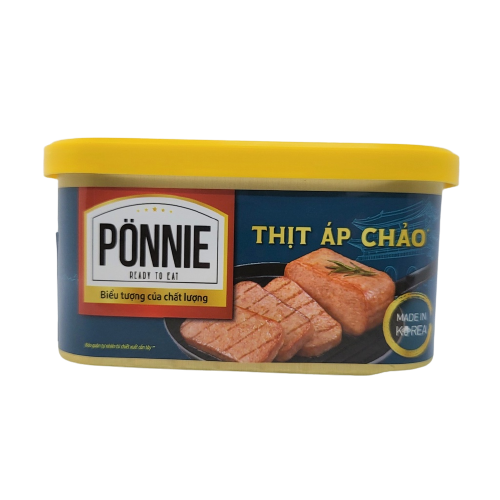 PÖNNIE
READY TO EAT
Biểu tượng của chất lượng
THỊT ÁP CHẢO
MADE IN
KOREA